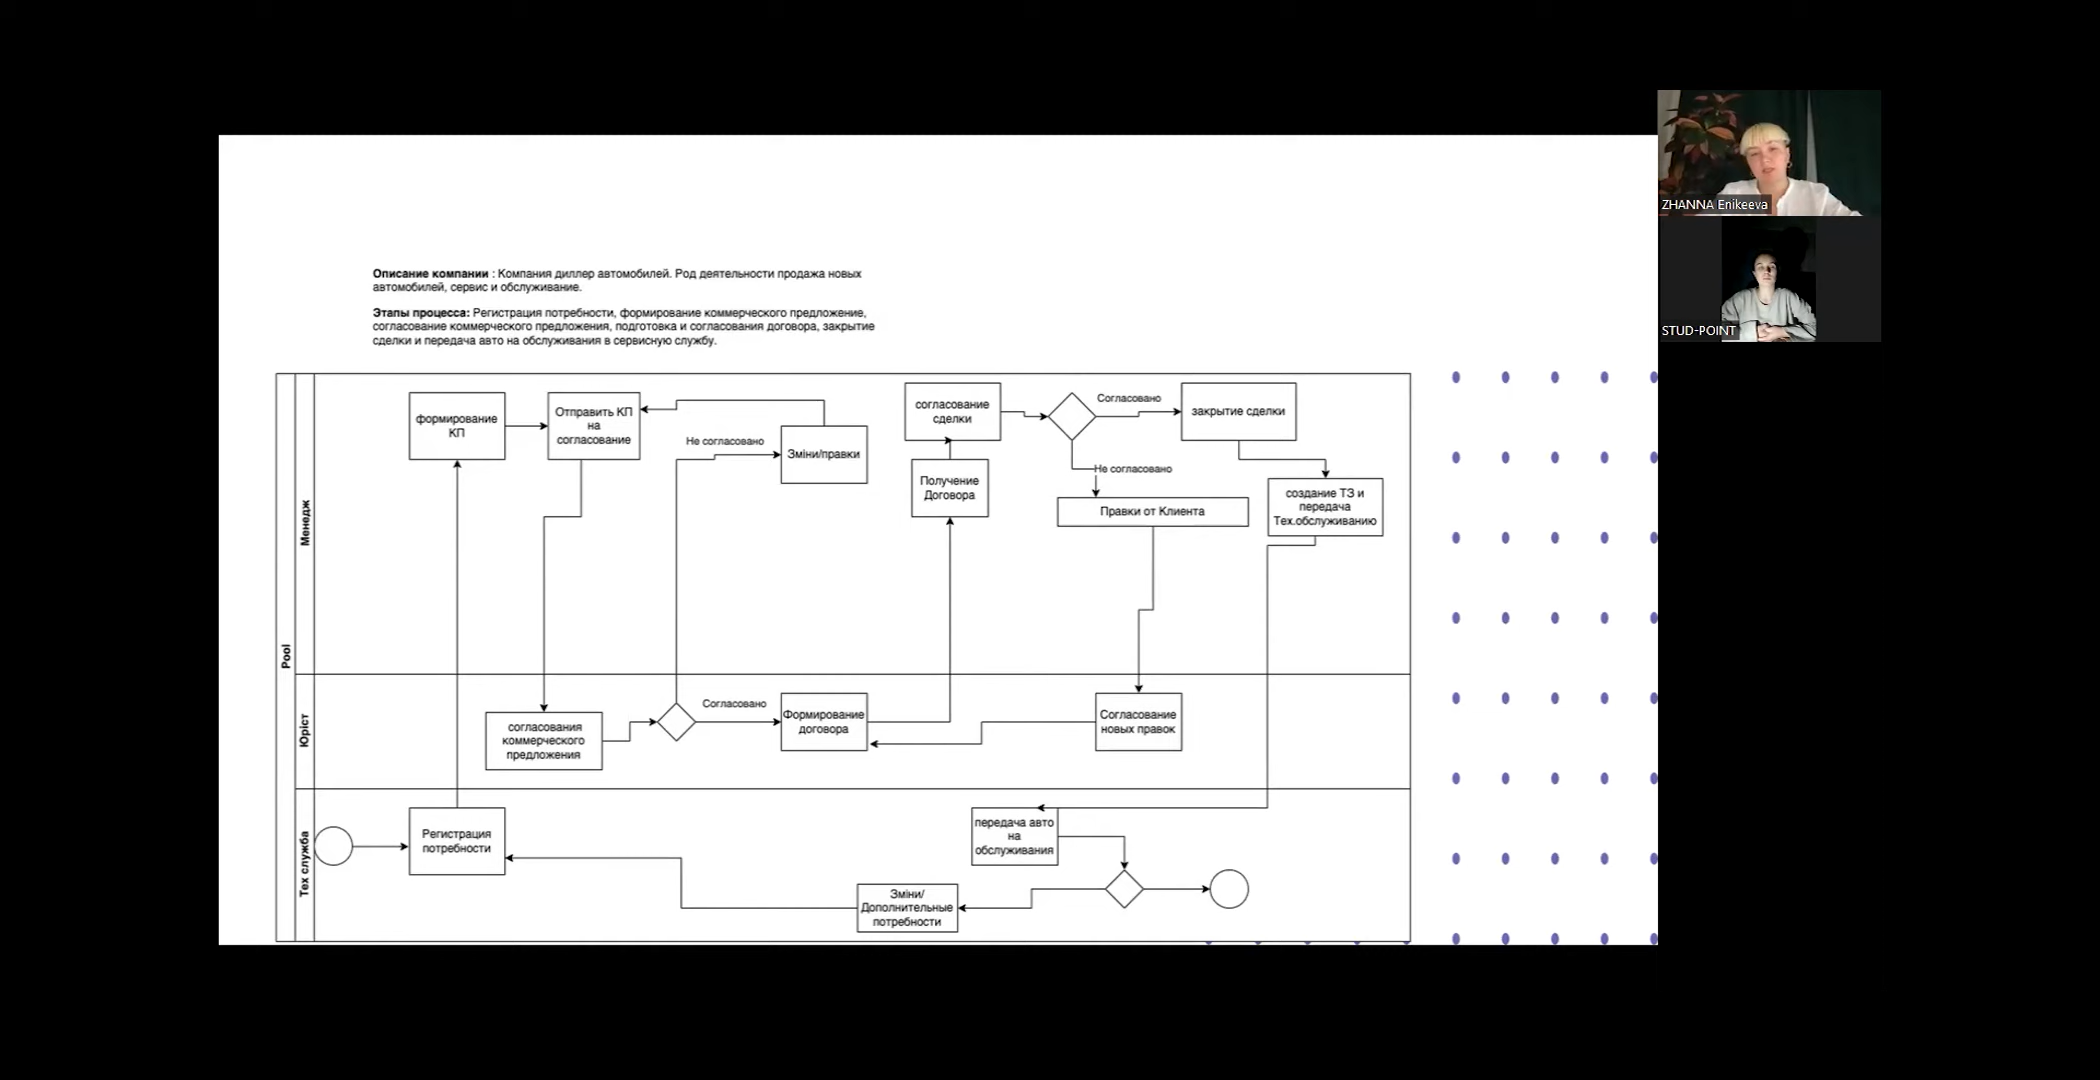 ZHANNA Enikeeva
STUD-POINT
Описание компании : Компания диллер автомобилей. Род деятельности продажа новых
автомобилей, сервис и обслуживание.
Этапы процесса: Регистрация потребности, формирование коммерческого предложение,
согласование коммерческого предложения, подготовка и согласования договора, закрытие
сделки и передача авто на обслуживания в сервисную службу.
Pool
Менедж
формирование
КП
Отправить КП
на
согласование
Не согласовано
Зміни/правки
согласование
сделки
Получение
Договора
Согласовано
закрытие сделки
Не согласовано
Правки от Клиента
создание ТЗ и
передача
Тех.обслуживанию
Юріст
согласования
коммерческого
предложения
Согласовано
Формирование
договора
Согласование
новых правок
Тех служба
Регистрация
потребности
передача авто
на
обслуживания
Зміни/
Дополнительные
потребности